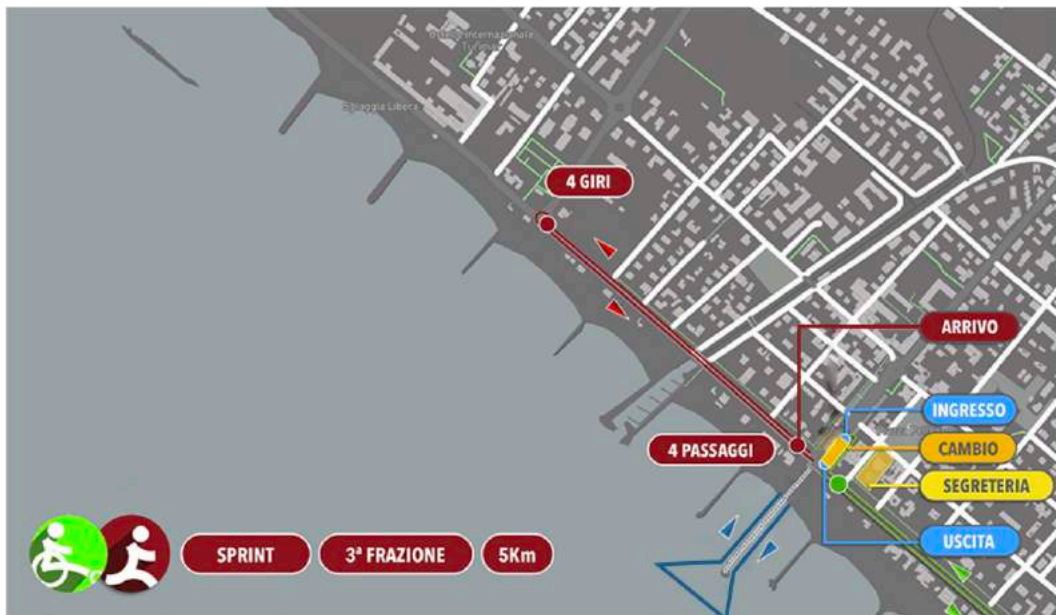 Spiaggia Libera
4 GIRI
ARRIVO
INGRESSO
4 PASSAGGI
CAMBIO
SEGRETERIA
USCITA
SPRINT
3ª FRAZIONE
5Km